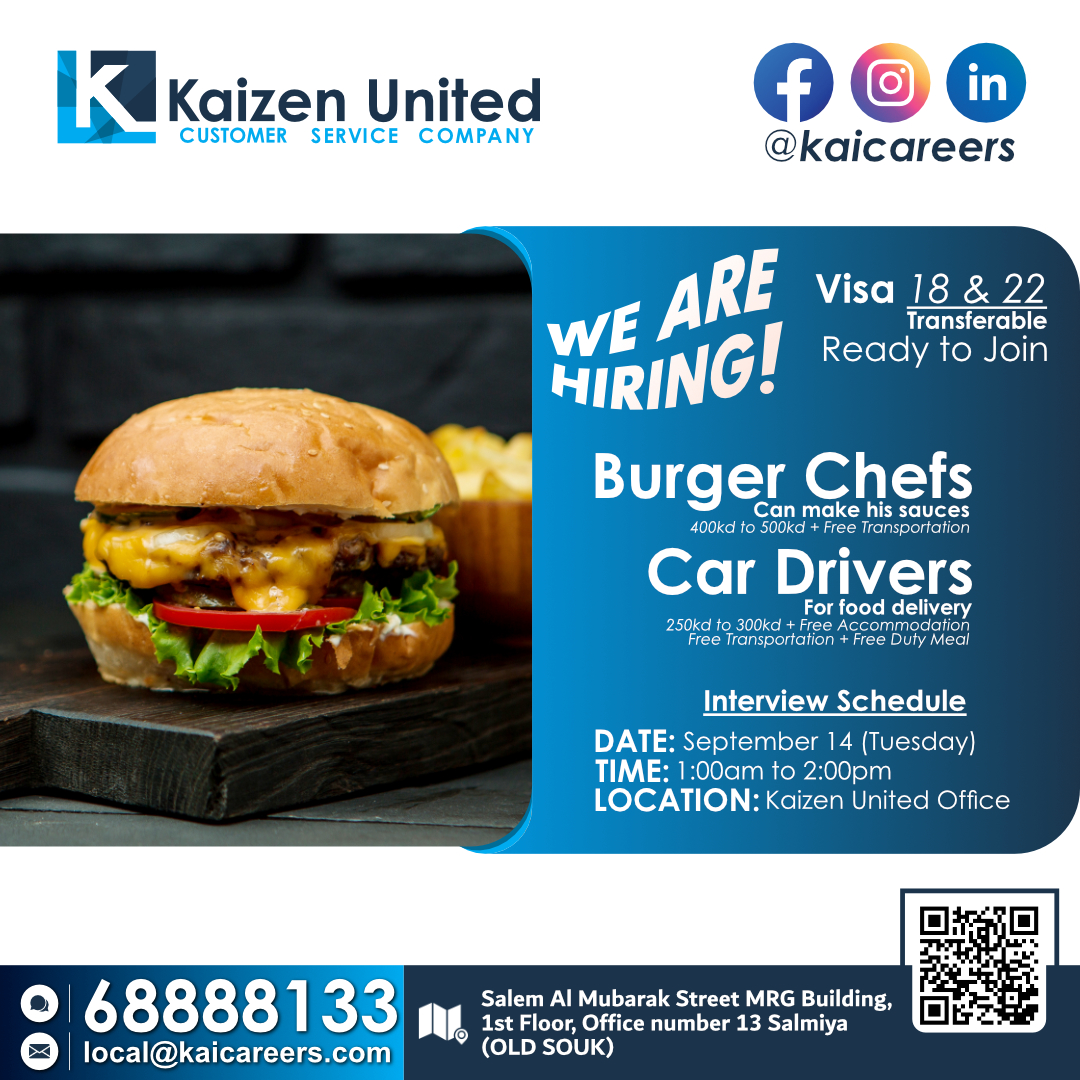 K Kaizen United
CUSTOMER SERVICE COMPANY
f in
@kaicareers
WE ARE
HIRING!
Visa 18 & 22
Transferable
Ready to Join
Burger Chefs
Can make his sauces
400kd to 500kd + Free Transportation
Car Drivers
For food delivery
250kd to 300kd + Free Accommodation
Free Transportation + Free Duty Meal
Interview Schedule
DATE: September 14 (Tuesday)
TIME: 1:00am to 2:00pm
LOCATION: Kaizen United Office
68888133
local@kaicareers.com
Salem Al Mubarak Street MRG Building,
1st Floor, Office number 13 Salmiya
(OLD SOUK)